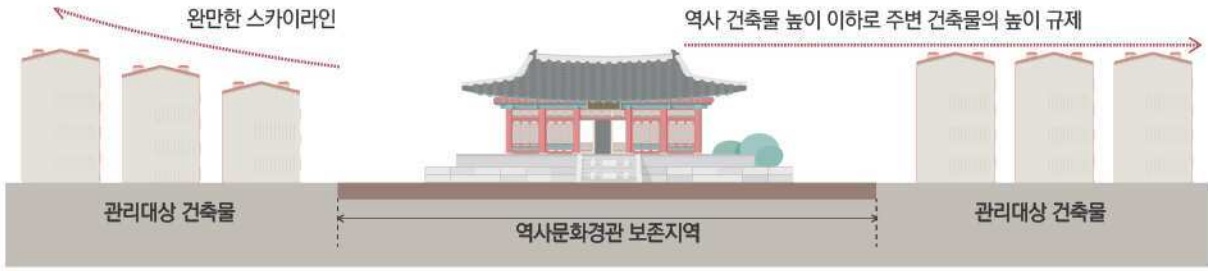 완만한 스카이라인
역사 건축물 높이 이하로 주변 건축물의 높이 규제
관리대상 건축물
역사문화경관 보존지역
관리대상 건축물